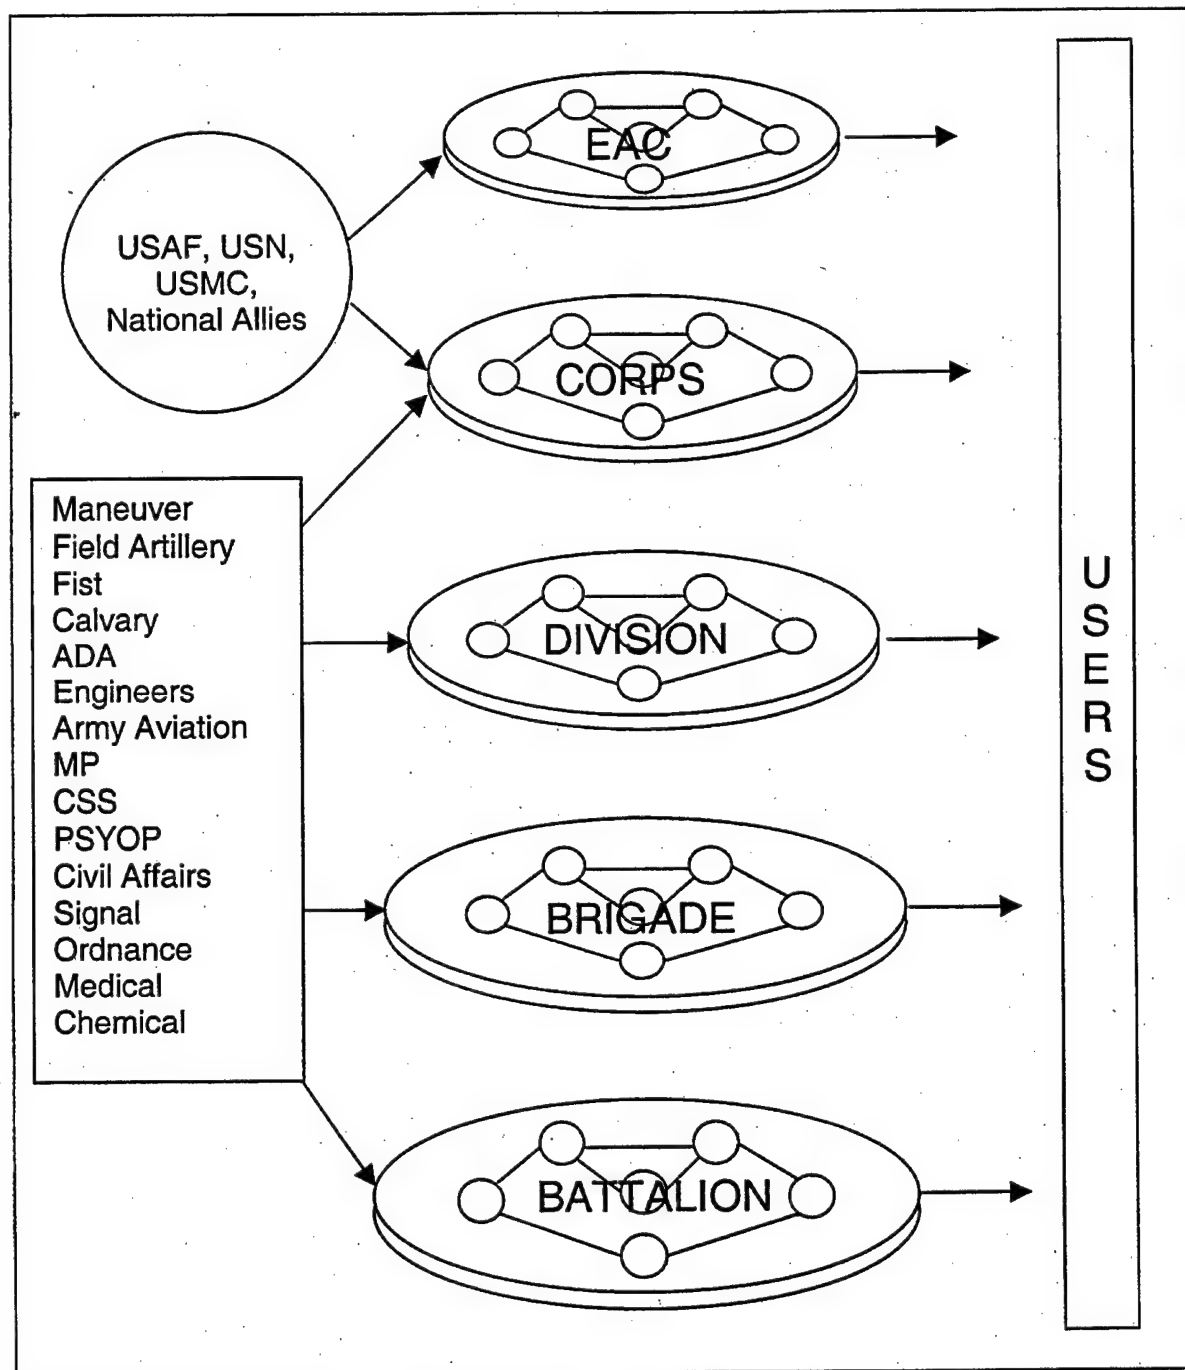 EAC
USAF, USN,
USMC,
National Allies
CORPS
Maneuver
Field Artillery
Fist
Calvary
ADA
Engineers
Army Aviation
MP
CSS
PSYOP
Civil Affairs
Signal
Ordnance
Medical
Chemical
DIVISION
BRIGADE
BATTALION
USERS